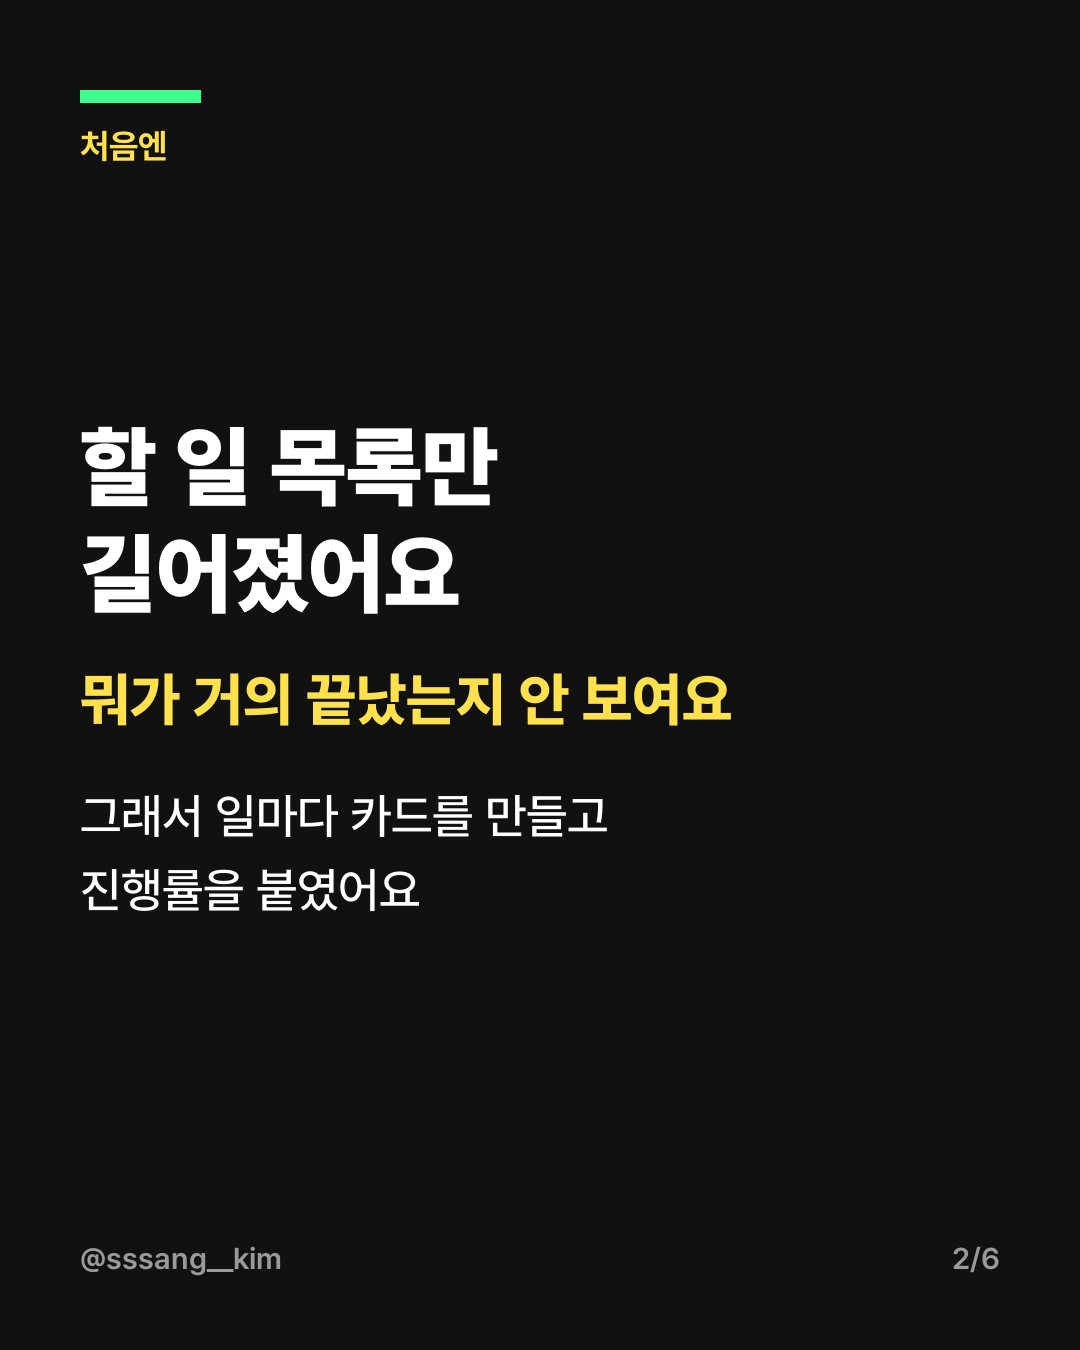 처음엔
할 일 목록만
길어졌어요
뭐가 거의 끝났는지 안 보여요
그래서 일마다 카드를 만들고
진행률을 붙였어요
@sssang__kim
2/6